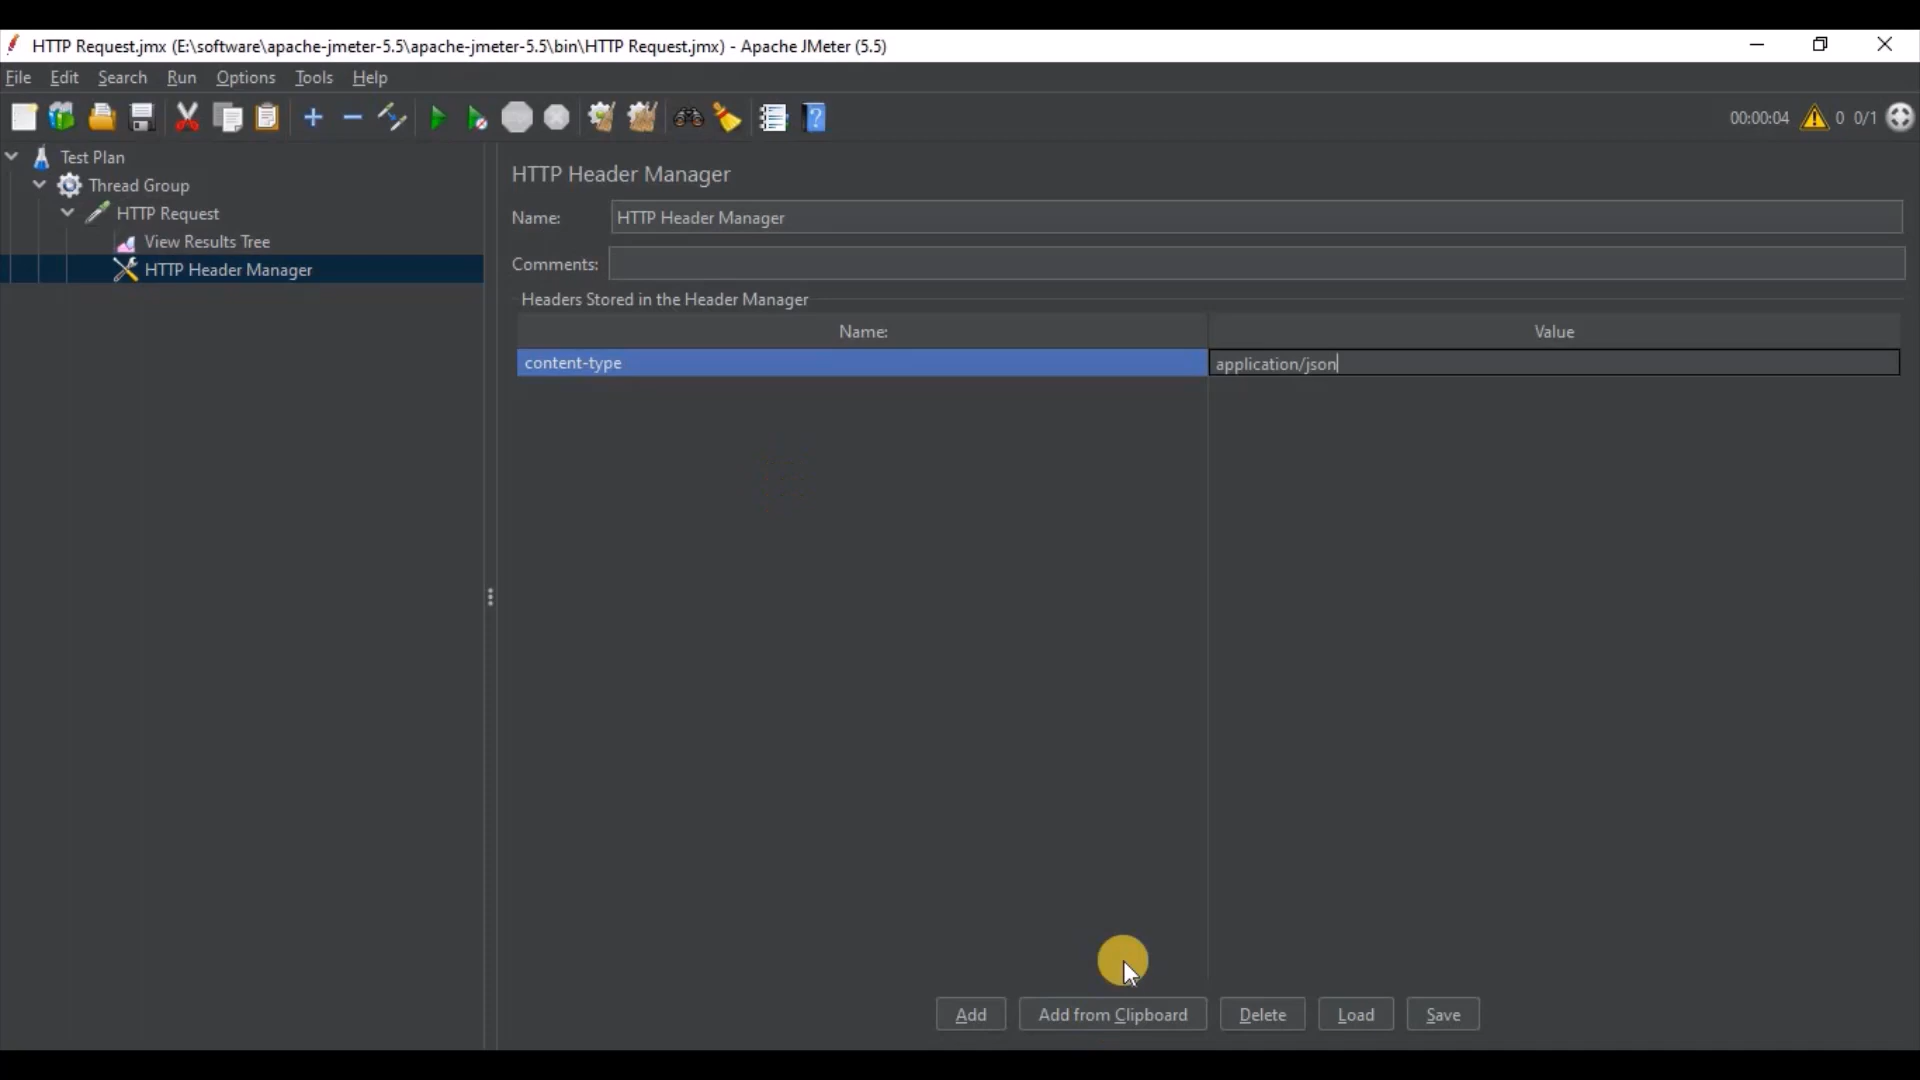 HTTP Request.jmx (E:\software\apache-jmeter-5.5\apache-jmeter-5.5\bin\HTTP Request.jmx) - Apache JMeter (5.5)
File Edit Search Run Options Tools Help
00:00:04 0 0/1
Test Plan
Thread Group
HTTP Request
View Results Tree
HTTP Header Manager
HTTP Header Manager
Name: HTTP Header Manager
Comments:
Headers Stored in the Header Manager
Name: Value
content-type application/json
Add Add from Clipboard Delete Load Save